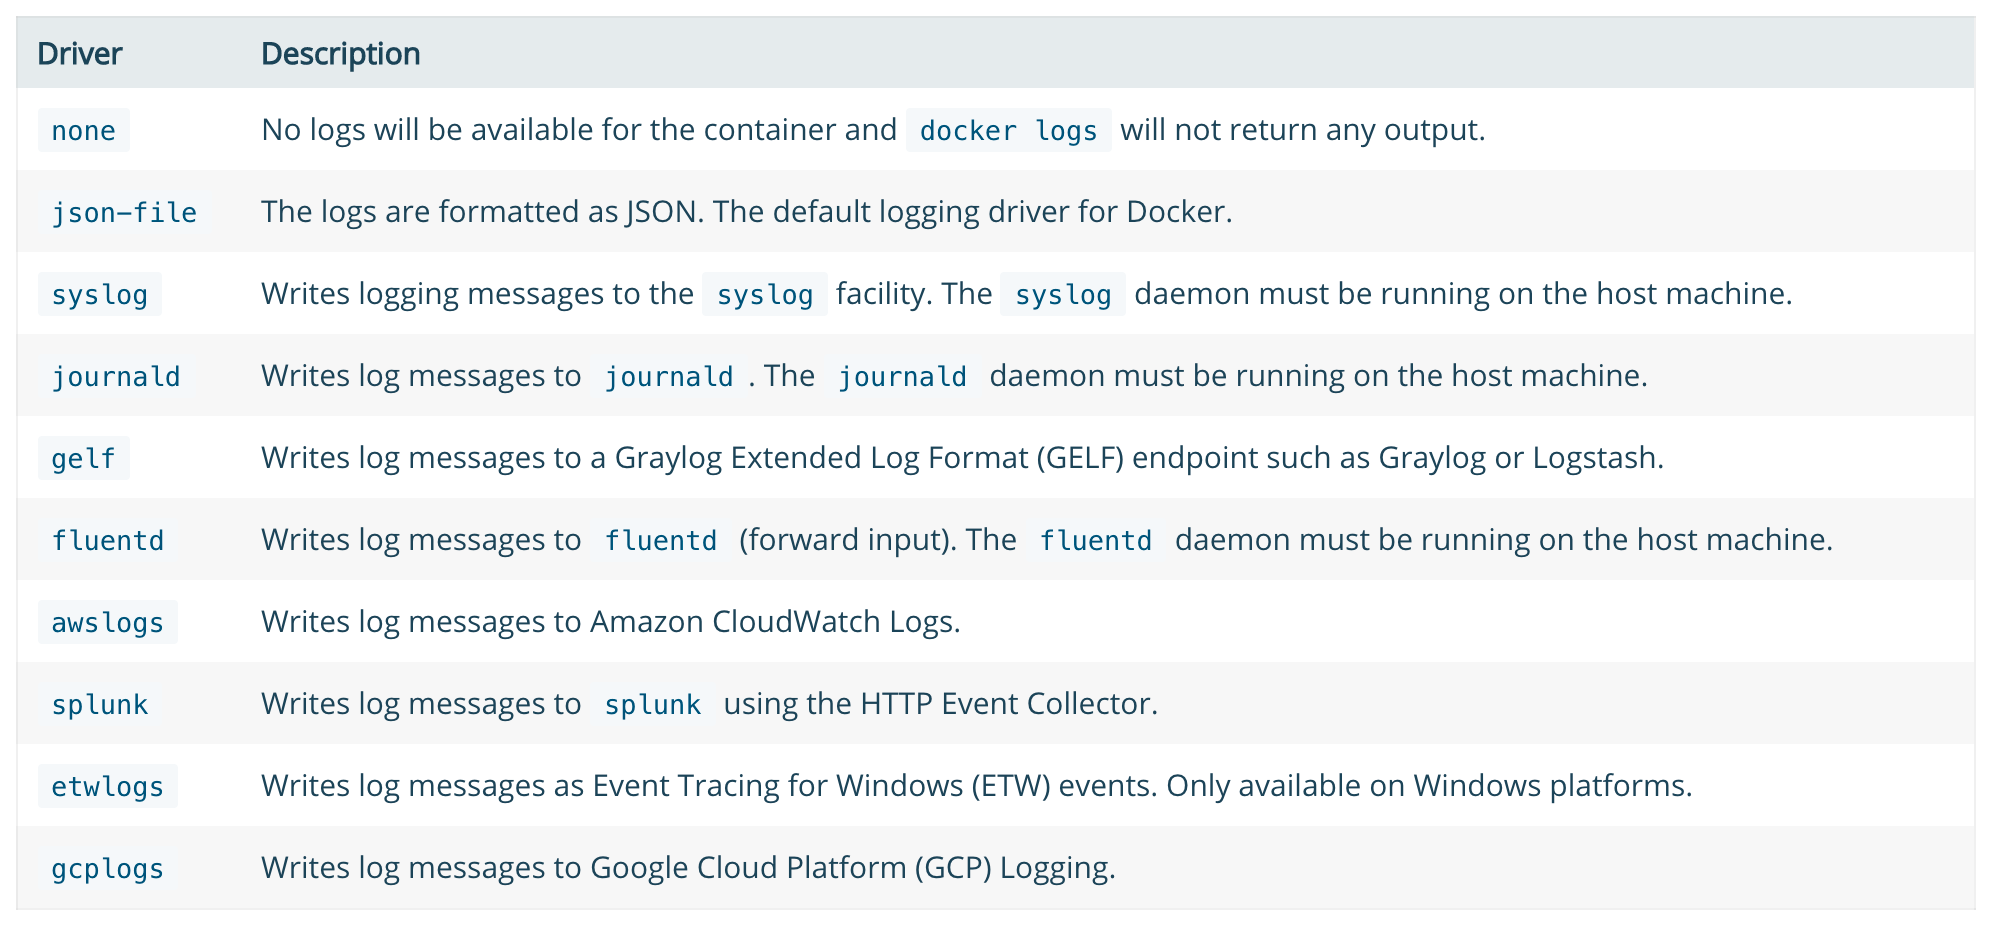 Driver Description
none No logs will be available for the container and docker logs will not return any output.
json-file The logs are formatted as JSON. The default logging driver for Docker.
syslog Writes logging messages to the syslog facility. The syslog daemon must be running on the host machine.
journald Writes log messages to journald . The journald daemon must be running on the host machine.
gelf Writes log messages to a Graylog Extended Log Format (GELF) endpoint such as Graylog or Logstash.
fluentd Writes log messages to fluentd (forward input). The fluentd daemon must be running on the host machine.
awslogs Writes log messages to Amazon CloudWatch Logs.
splunk Writes log messages to splunk using the HTTP Event Collector.
etwlogs Writes log messages as Event Tracing for Windows (ETW) events. Only available on Windows platforms.
gcplogs Writes log messages to Google Cloud Platform (GCP) Logging.